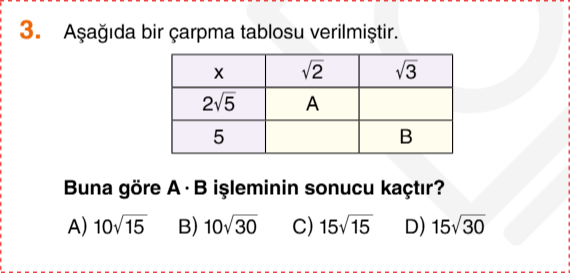 3. Aşağıda bir çarpma tablosu verilmiştir.
x √2 √3
2√5 A
5 B
Buna göre A · B işleminin sonucu kaçtır?
A) 10√15 B) 10√30 C) 15√15 D) 15√30